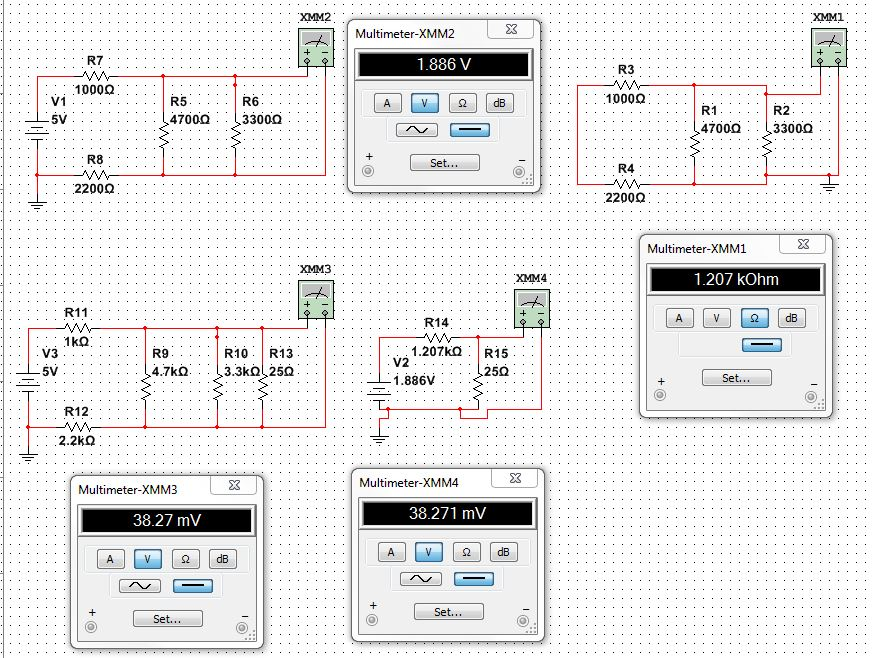 XMM2
R7
1000Ω
V1
5V
R5
4700Ω
R6
3300Ω
R8
2200Ω
Multimeter-XMM2
1.886 V
A V Ω dB
+ −
Set...
XMM1
R3
1000Ω
R1
4700Ω
R2
3300Ω
R4
2200Ω
Multimeter-XMM1
1.207 kOhm
A V Ω dB
+ −
Set...
XMM3
R11
1kΩ
V3
5V
R9
4.7kΩ
R10
3.3kΩ
R13
25Ω
R12
2.2kΩ
XMM4
R14
1.207kΩ
V2
1.886V
R15
25Ω
Multimeter-XMM3
38.27 mV
A V Ω dB
+ −
Set...
Multimeter-XMM4
38.271 mV
A V Ω dB
+ −
Set...